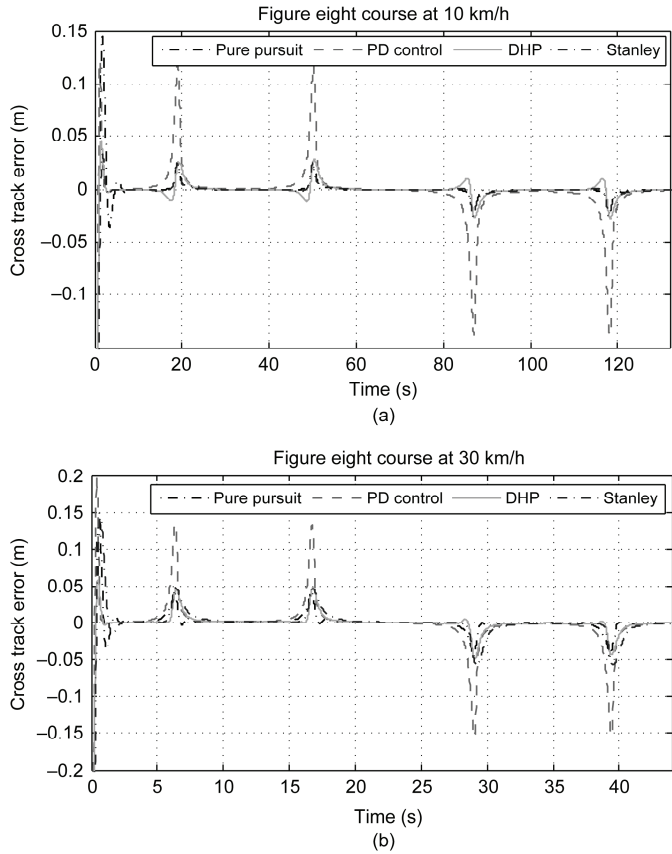 Figure eight course at 10 km/h
Pure pursuit PD control DHP Stanley
0.15
0.1
0.05
0
–0.05
–0.1
Cross track error (m)
0 20 40 60 80 100 120
Time (s)
(a)
Figure eight course at 30 km/h
Pure pursuit PD control DHP Stanley
0.2
0.15
0.1
0.05
0
–0.05
–0.1
–0.15
–0.2
Cross track error (m)
0 5 10 15 20 25 30 35 40
Time (s)
(b)